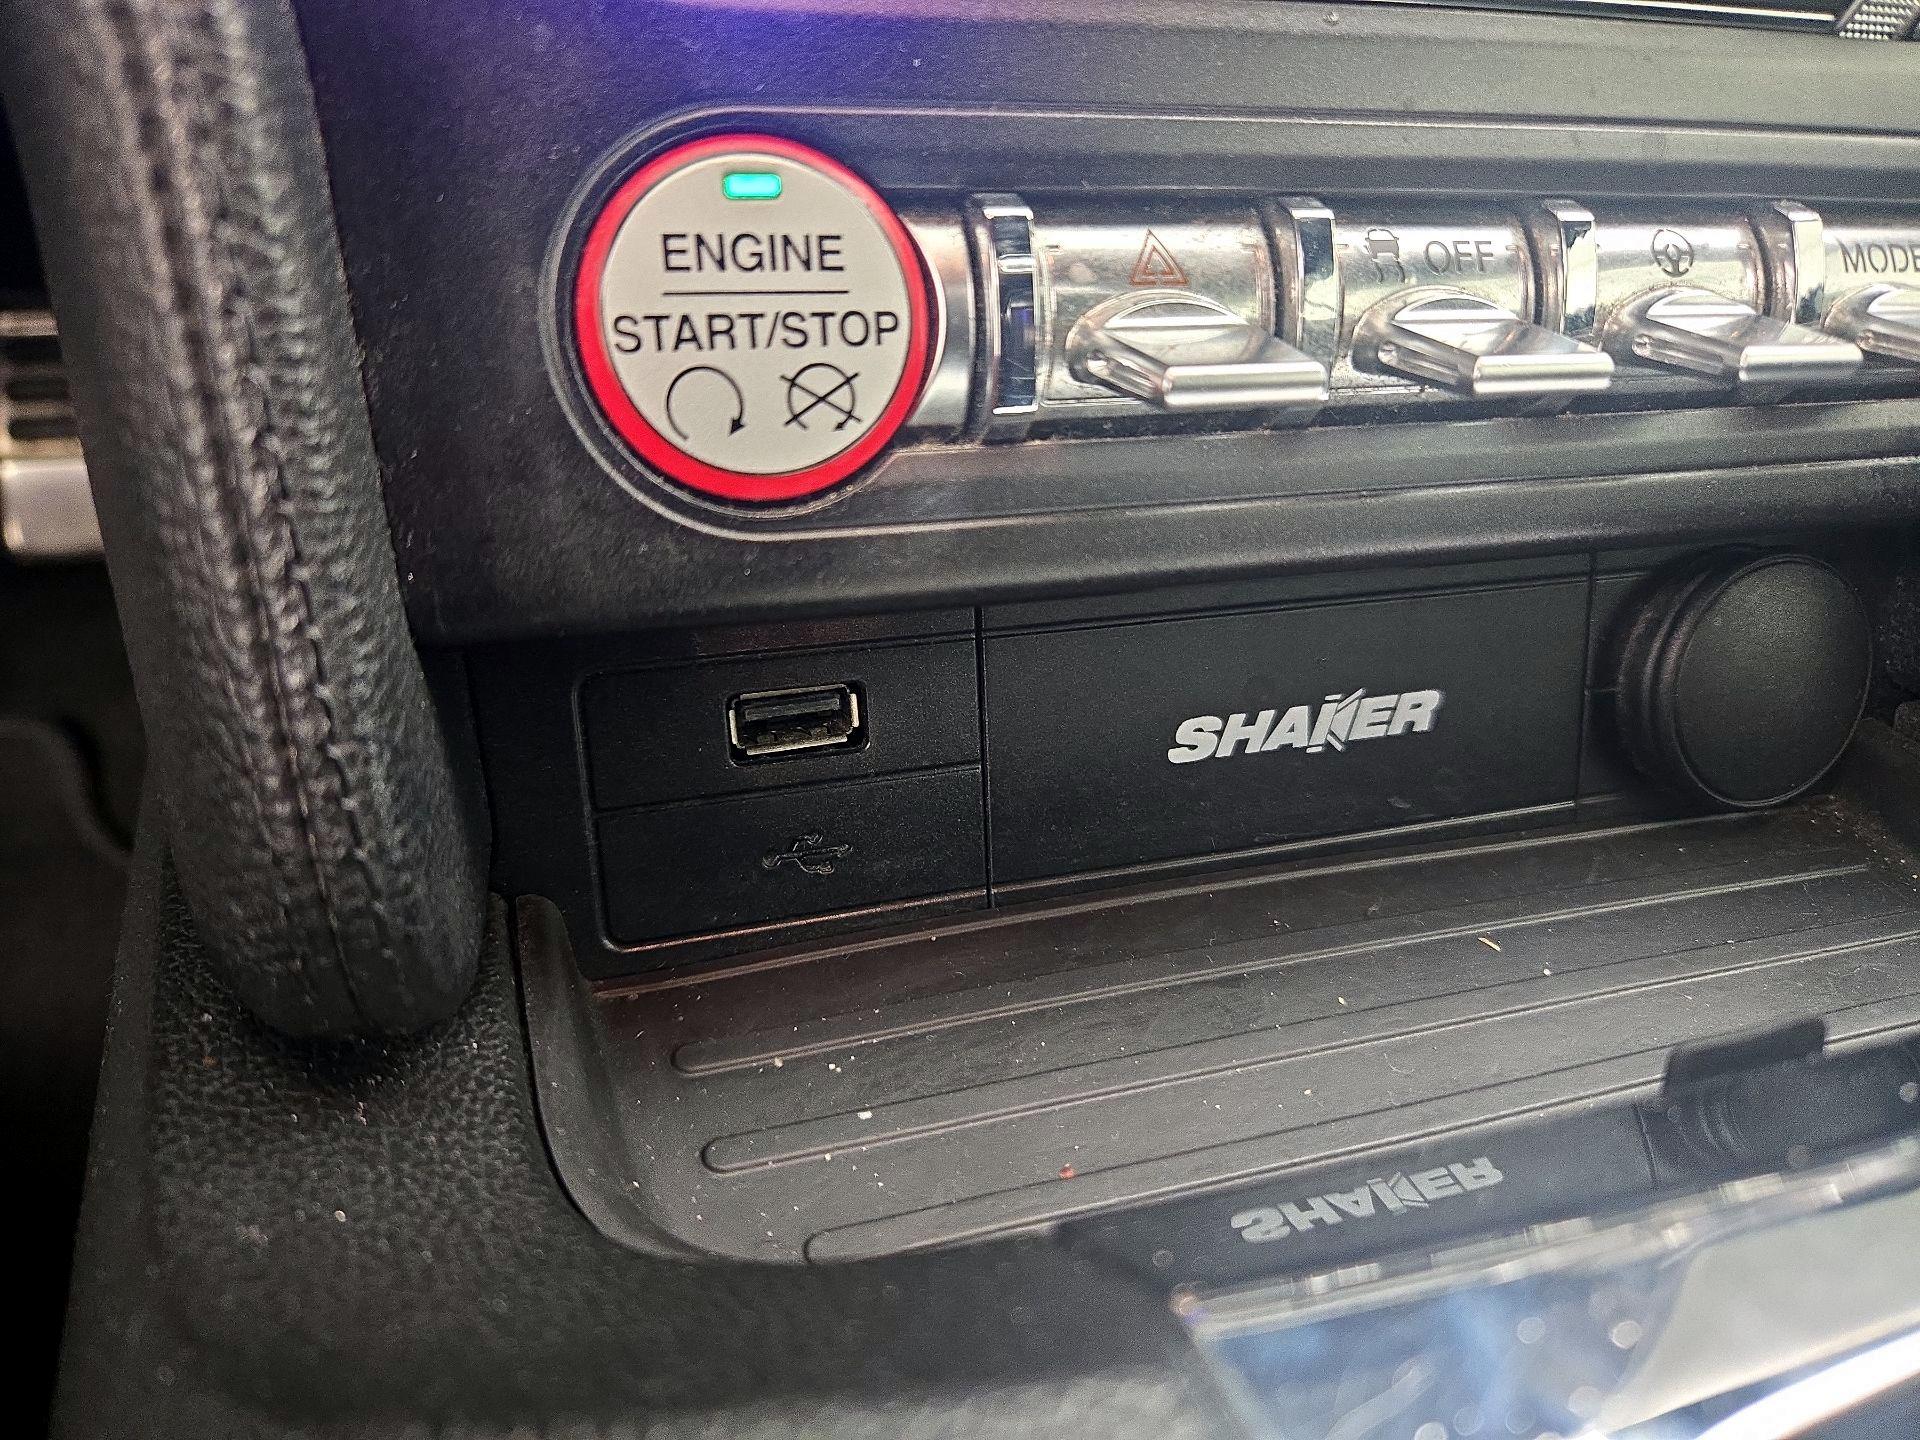 ENGINE
START/STOP
OFF
MODE
SHAKER
SHAKER